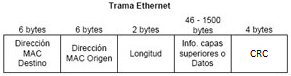 Trama Ethernet
6 bytes
6 bytes
2 bytes
46 - 1500
bytes
4 bytes
Dirección
MAC
Destino
Dirección
MAC Origen
Longitud
Info. capas
superiores o
Datos
CRC